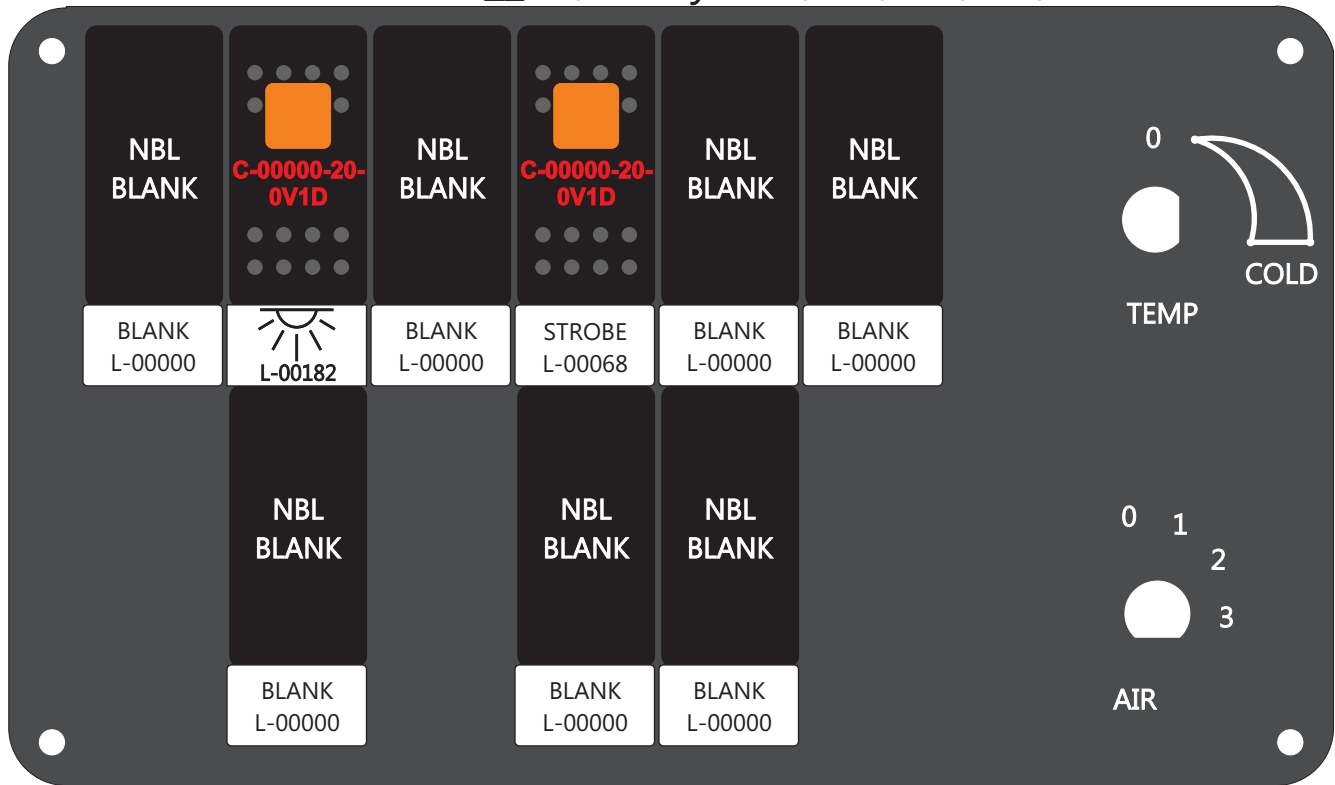 NBL
BLANK
C-00000-20-
0V1D
NBL
BLANK
C-00000-20-
0V1D
NBL
BLANK
NBL
BLANK
BLANK
L-00000
L-00182
BLANK
L-00000
STROBE
L-00068
BLANK
L-00000
BLANK
L-00000
0
COLD
TEMP
NBL
BLANK
NBL
BLANK
NBL
BLANK
BLANK
L-00000
BLANK
L-00000
BLANK
L-00000
0
1
2
3
AIR